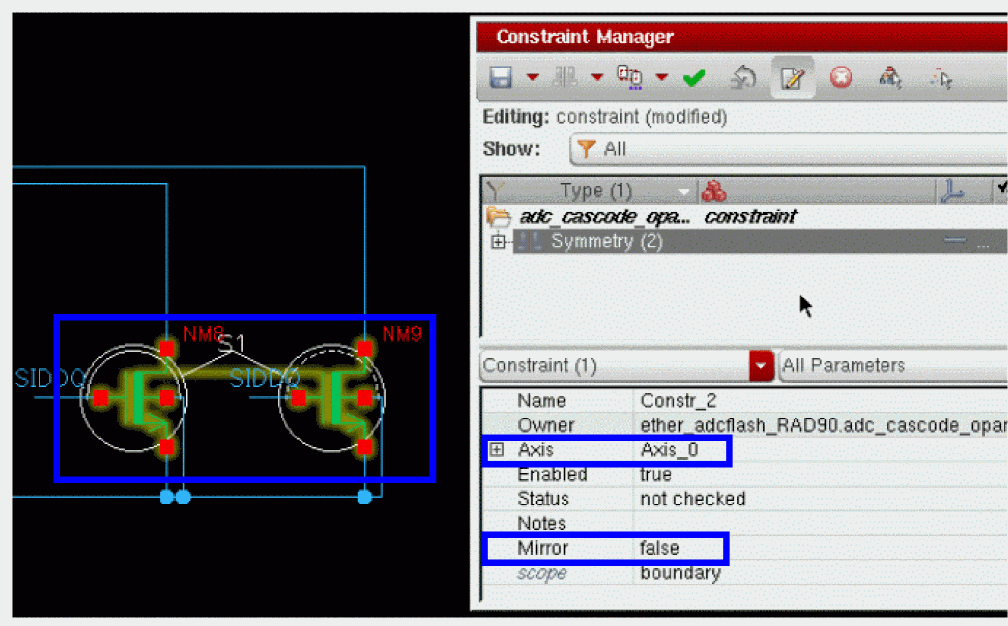 Constraint Manager
Editing: constraint (modified)
Show: All
Type (1)
adc_cascode_opa... constraint
Symmetry (2) ...
NM8 S1 NM9
SIDDQ SIDDQ
Constraint (1) All Parameters
Name Constr_2
Owner ether_adcflash_RAD90.adc_cascode_opar
Axis Axis_0
Enabled true
Status not checked
Notes
Mirror false
scope boundary